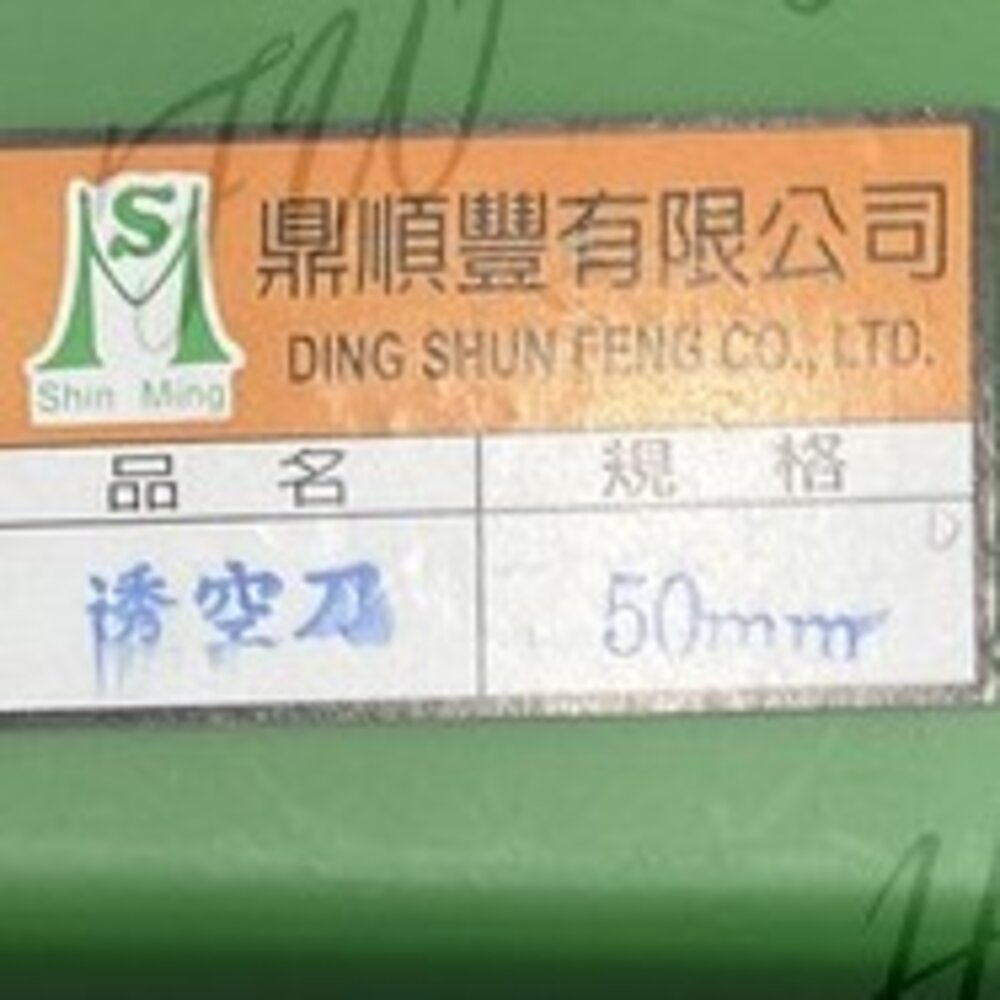 S
Shin Ming
鼎順豐有限公司
DING SHUN FENG CO., LTD.
品名 規格
誘空刀 50mm